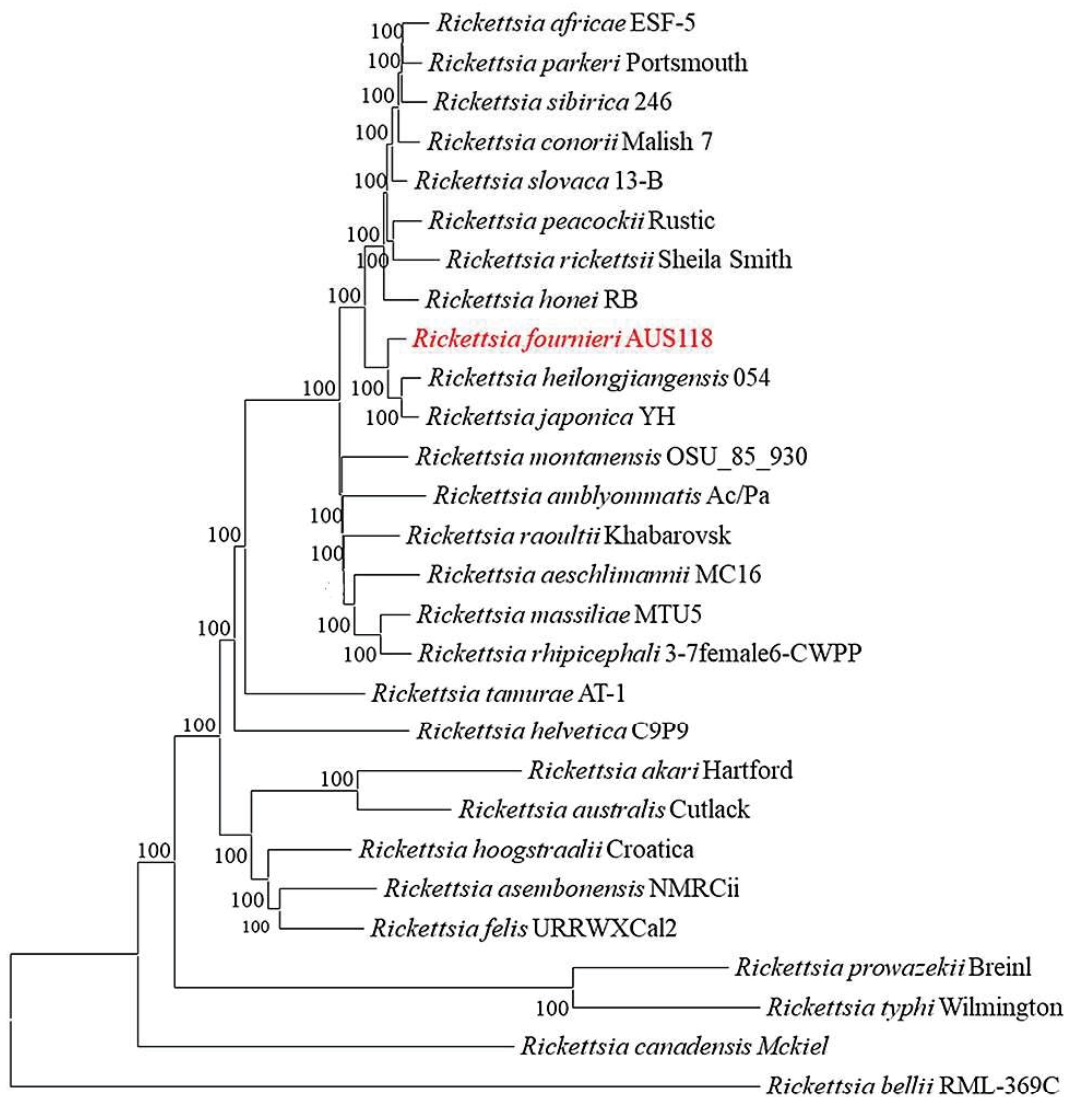 100
Rickettsia africae ESF-5
100
Rickettsia parkeri Portsmouth
100
Rickettsia sibirica 246
100
Rickettsia conorii Malish 7
100
Rickettsia slovaca 13-B
Rickettsia peacockii Rustic
100
100
Rickettsia rickettsii Sheila Smith
100
Rickettsia honei RB
Rickettsia fournieri AUS118
100
100
Rickettsia heilongjiangensis 054
100
Rickettsia japonica YH
Rickettsia montanensis OSU_85_930
Rickettsia amblyommatis Ac/Pa
100
100
Rickettsia raoultii Khabarovsk
100
Rickettsia aeschlimannii MC16
Rickettsia massiliae MTU5
100
100
Rickettsia rhipicephali 3-7female6-CWPP
100
Rickettsia tamurae AT-1
100
Rickettsia helvetica C9P9
100
Rickettsia akari Hartford
Rickettsia australis Cutlack
100
100
Rickettsia hoogstraalii Croatica
Rickettsia asembonensis NMRCii
100
100
Rickettsia felis URRWXCal2
Rickettsia prowazekii Breinl
100
Rickettsia typhi Wilmington
Rickettsia canadensis Mckiel
Rickettsia bellii RML-369C